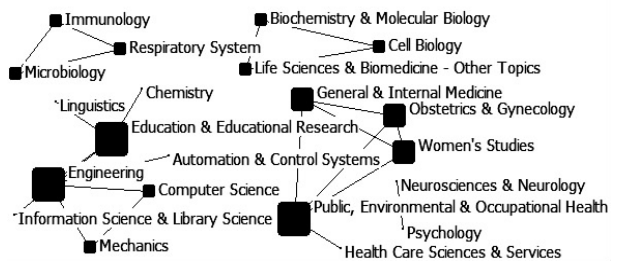 Immunology
Biochemistry & Molecular Biology
Respiratory System
Cell Biology
Microbiology
Life Sciences & Biomedicine - Other Topics
Chemistry
General & Internal Medicine
Linguistics
Obstetrics & Gynecology
Education & Educational Research
Women's Studies
Automation & Control Systems
Engineering
Computer Science
Neurosciences & Neurology
Public, Environmental & Occupational Health
Information Science & Library Science
Psychology
Mechanics
Health Care Sciences & Services